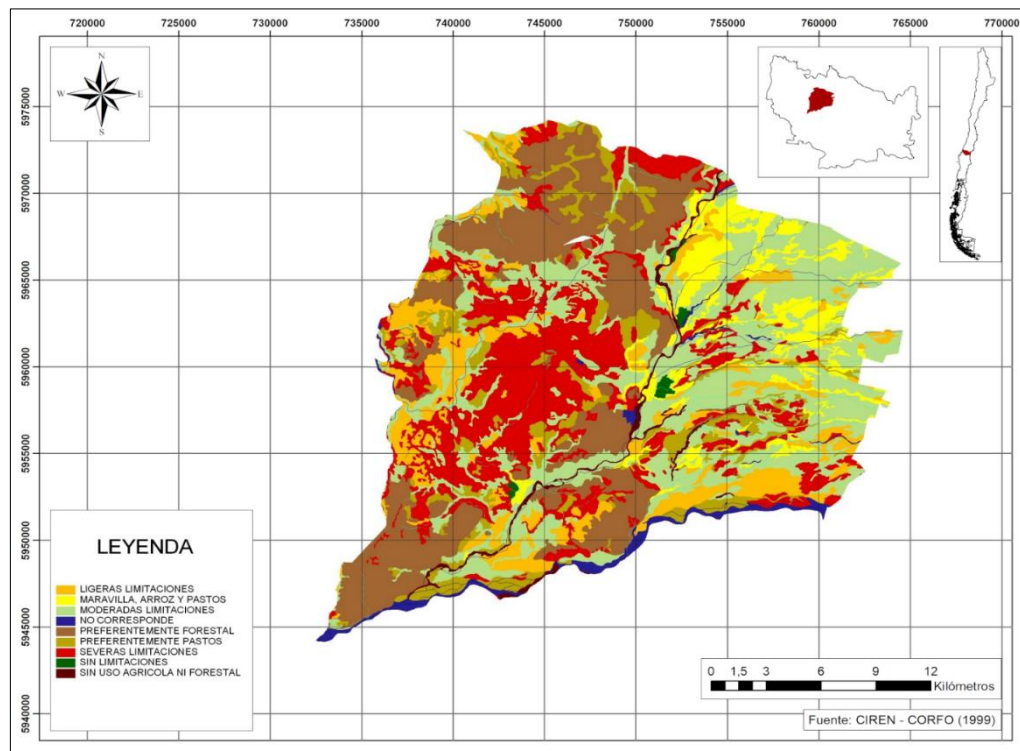 720000 725000 730000 735000 740000 745000 750000 755000 760000 765000 770000
N
W E
S
5975000
5970000
5965000
5960000
5955000
5950000
5945000
5940000
LEYENDA
LIGERAS LIMITACIONES
MARAVILLA, ARROZ Y PASTOS
MODERADAS LIMITACIONES
NO CORRESPONDE
PREFERENTEMENTE FORESTAL
PREFERENTEMENTE PASTOS
SEVERAS LIMITACIONES
SIN LIMITACIONES
SIN USO AGRICOLA NI FORESTAL
0 1,5 3 6 9 12
Kilómetros
Fuente: CIREN - CORFO (1999)